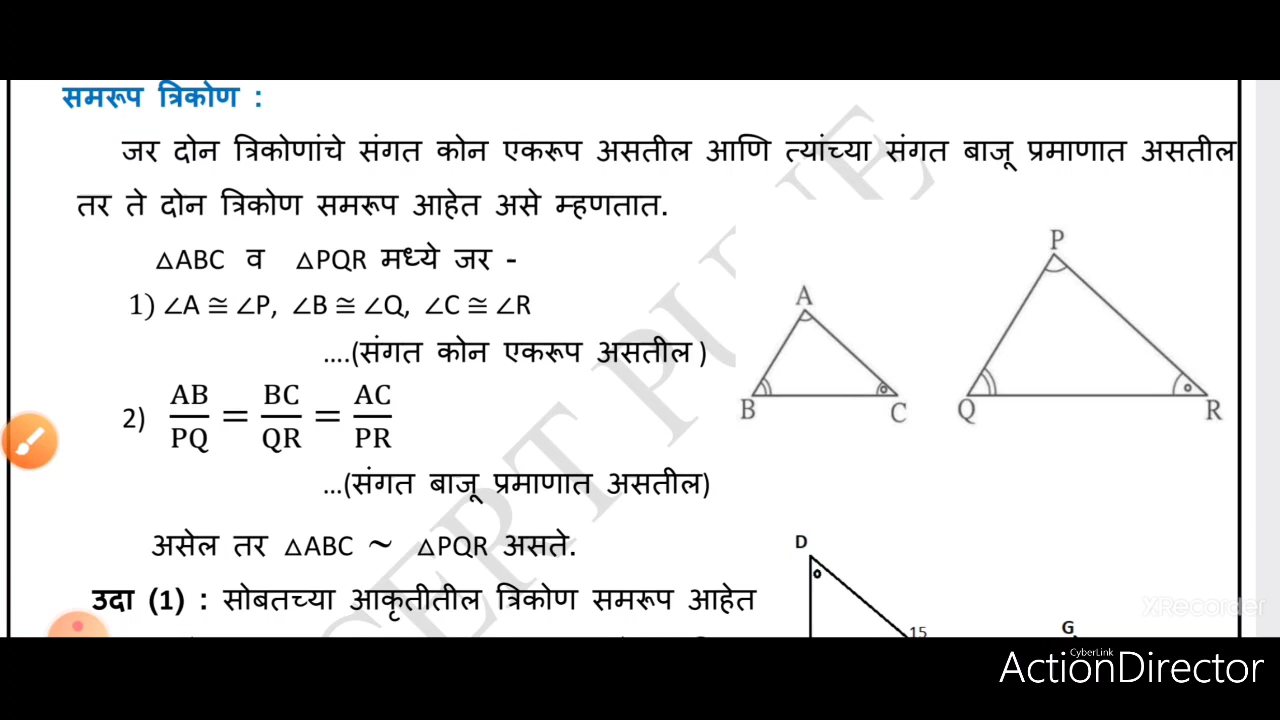 समरूप त्रिकोण :
जर दोन त्रिकोणांचे संगत कोन एकरूप असतील आणि त्यांच्या संगत बाजू प्रमाणात असतील
तर ते दोन त्रिकोण समरूप आहेत असे म्हणतात.
△ABC व △PQR मध्ये जर -
1) ∠A ≅ ∠P, ∠B ≅ ∠Q, ∠C ≅ ∠R
....(संगत कोन एकरूप असतील )
2) AB/PQ = BC/QR = AC/PR
...(संगत बाजू प्रमाणात असतील)
असेल तर △ABC ~ △PQR असते.
उदा (1) : सोबतच्या आकृतीतील त्रिकोण समरूप आहेत
A
B
C
P
Q
R
D
15
G
CERT PUNE
XRecorder
CyberLink
ActionDirector